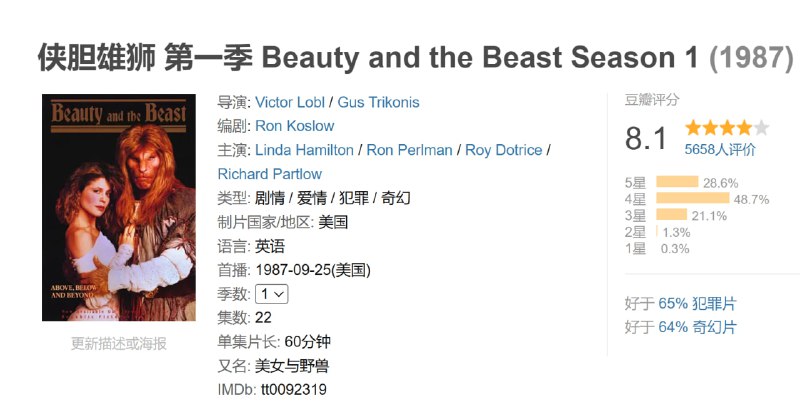 侠胆雄狮 第一季 Beauty and the Beast Season 1 (1987)
Beauty and the Beast
ABOVE, BELOW
AND BEYOND
更新描述或海报
导演: Victor Lobl / Gus Trikonis
编剧: Ron Koslow
主演: Linda Hamilton / Ron Perlman / Roy Dotrice /
Richard Partlow
类型: 剧情 / 爱情 / 犯罪 / 奇幻
制片国家/地区: 美国
语言: 英语
首播: 1987-09-25(美国)
季数: 1
集数: 22
单集片长: 60分钟
又名: 美女与野兽
IMDb: tt0092319
豆瓣评分
8.1
5658人评价
5星 28.6%
4星 48.7%
3星 21.1%
2星 1.3%
1星 0.3%
好于 65% 犯罪片
好于 64% 奇幻片